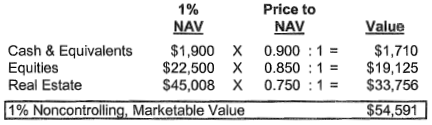 1% Price to
NAV NAV Value
Cash & Equivalents $1,900 X 0.900 : 1 = $1,710
Equities $22,500 X 0.850 : 1 = $19,125
Real Estate $45,008 X 0.750 : 1 = $33,756
1% Noncontrolling, Marketable Value $54,591